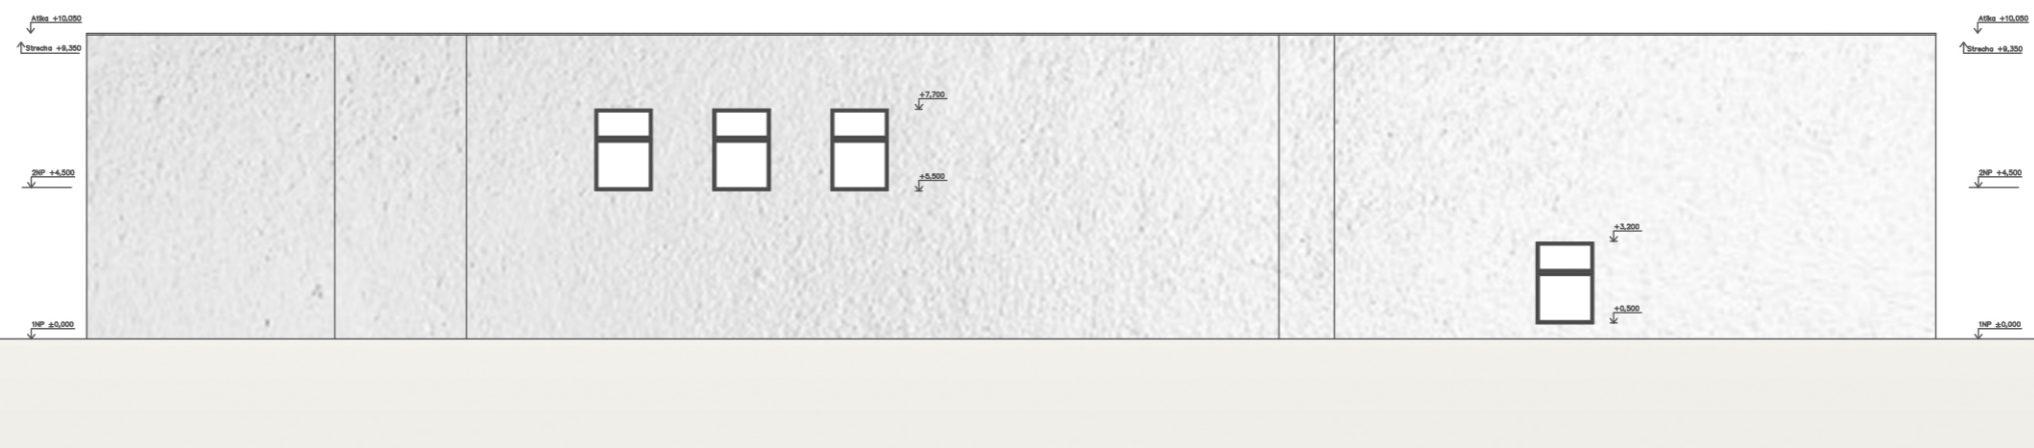 Atika +10,050
Atika +10,050
Strecha +9,350
Strecha +9,350
+7,700
2NP +4,500
+5,500
2NP +4,500
+3,200
+0,500
1NP ±0,000
1NP ±0,000